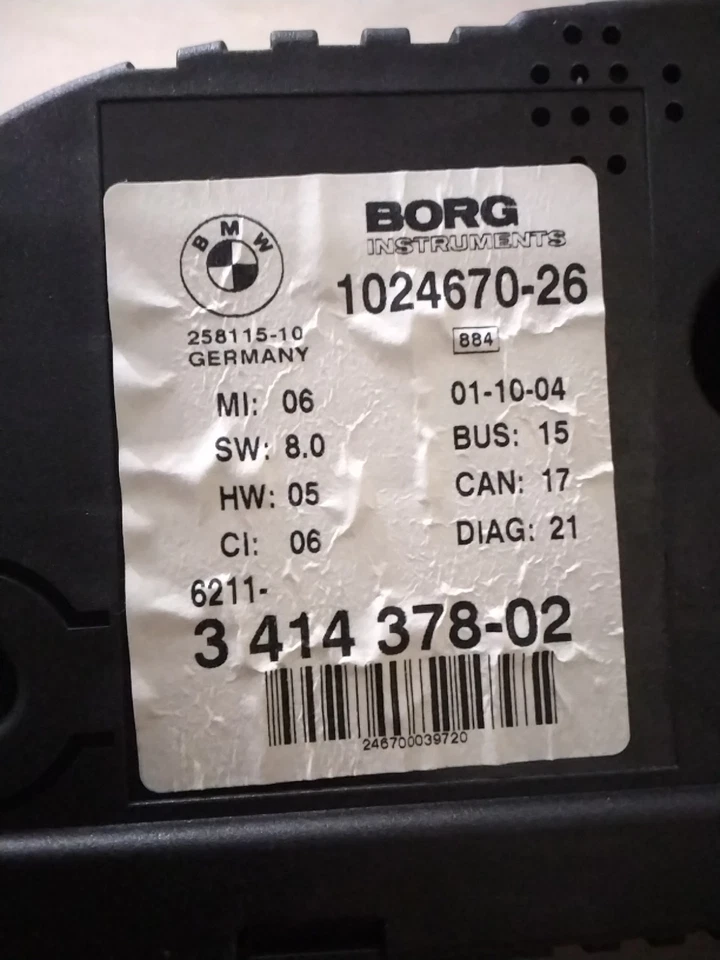 BMW
BORG
INSTRUMENTS
1024670-26
258115-10
GERMANY
884
MI: 06
01-10-04
SW: 8.0
BUS: 15
HW: 05
CAN: 17
CI: 06
DIAG: 21
6211-
3 414 378-02
246700039720